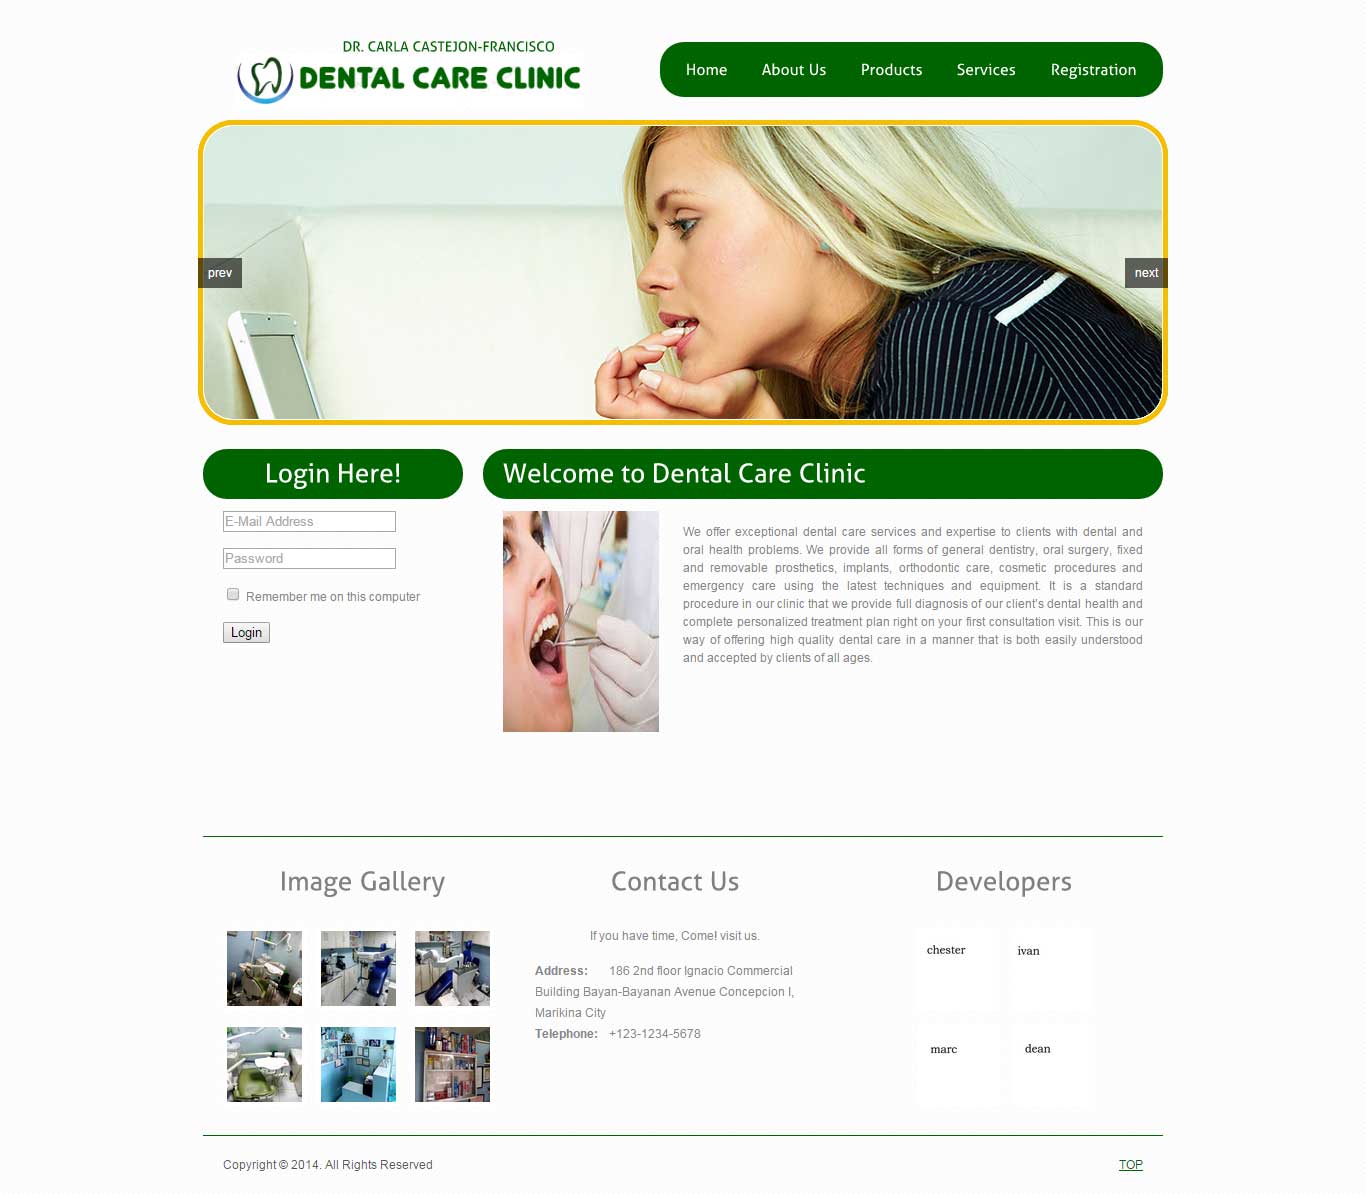 DR. CARLA CASTEJON-FRANCISCO
DENTAL CARE CLINIC
Home About Us Products Services Registration
prev
next
Login Here!
E-Mail Address
Password
Remember me on this computer
Login
Welcome to Dental Care Clinic
We offer exceptional dental care services and expertise to clients with dental and
oral health problems. We provide all forms of general dentistry, oral surgery, fixed
and removable prosthetics, implants, orthodontic care, cosmetic procedures and
emergency care using the latest techniques and equipment. It is a standard
procedure in our clinic that we provide full diagnosis of our client's dental health and
complete personalized treatment plan right on your first consultation visit. This is our
way of offering high quality dental care in a manner that is both easily understood
and accepted by clients of all ages.
Image Gallery
Contact Us
If you have time, Come! visit us.
Address: 186 2nd floor Ignacio Commercial
Building Bayan-Bayanan Avenue Concepcion I,
Marikina City
Telephone: +123-1234-5678
Developers
chester ivan
marc dean
Copyright © 2014. All Rights Reserved
TOP